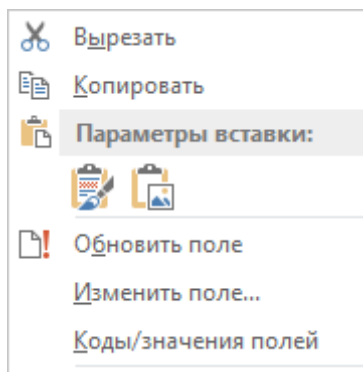 Вырезать
Копировать
Параметры вставки:
Обновить поле
Изменить поле...
Коды/значения полей